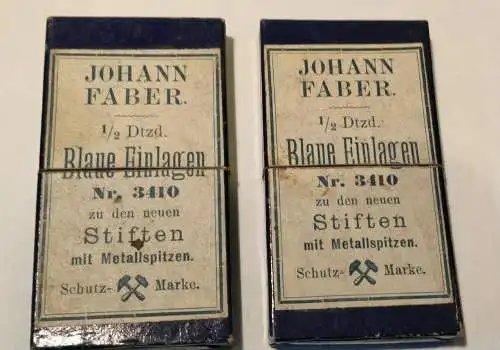 JOHANN
FABER.
1/2 Dtzd.
Blaue Einlagen
Nr. 3410
zu den neuen
Stiften
mit Metallspitzen.
Schutz- Marke.
JOHANN
FABER.
1/2 Dtzd.
Blaue Einlagen
Nr. 3410
zu den neuen
Stiften
mit Metallspitzen.
Schutz- Marke.